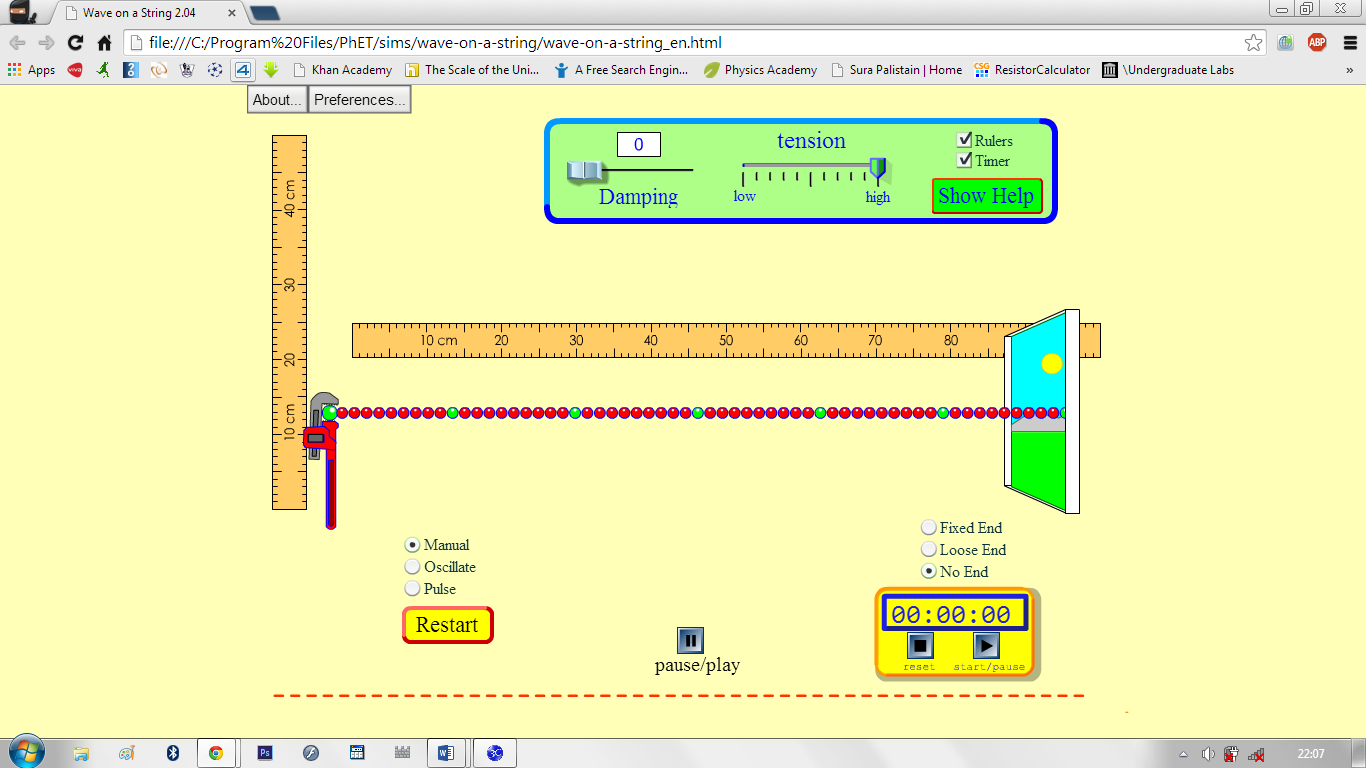 Wave on a String 2.04
file:///C:/Program%20Files/PhET/sims/wave-on-a-string/wave-on-a-string_en.html
ABP
Apps
Khan Academy
The Scale of the Uni...
A Free Search Engin...
Physics Academy
Sura Palistain | Home
CSG
ResistorCalculator
\Undergraduate Labs
»
About... Preferences...
0
Damping
tension
low high
Rulers
Timer
Show Help
40 cm
30
20
10 cm
10 cm 20 30 40 50 60 70 80
Manual
Oscillate
Pulse
Restart
pause/play
Fixed End
Loose End
No End
00:00:00
reset start/pause
22:07